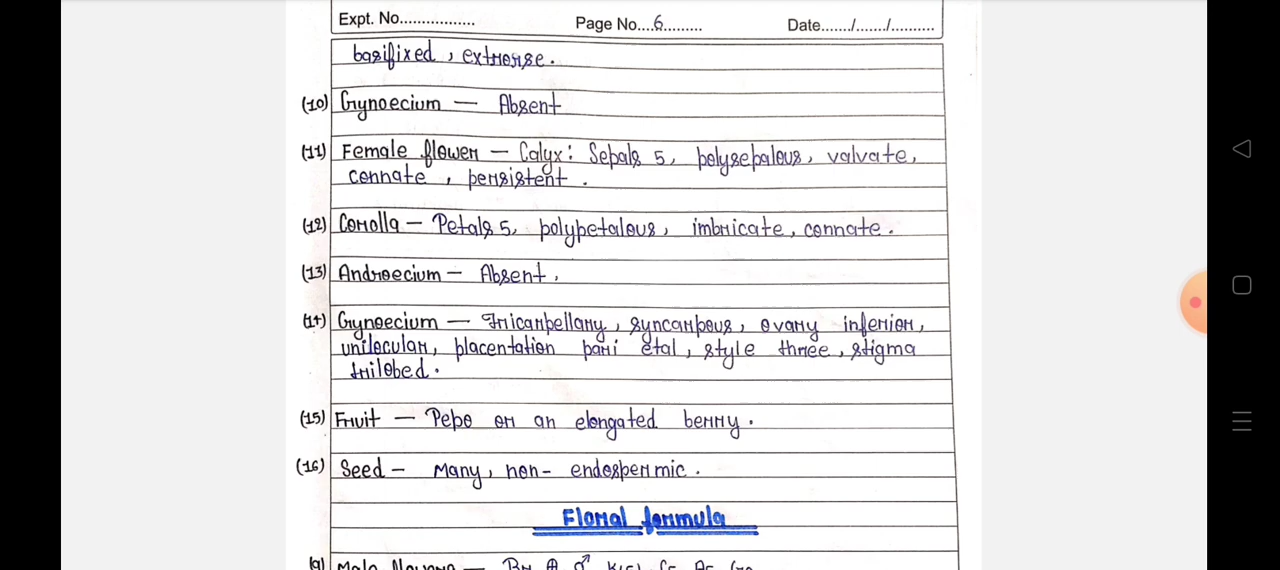 Expt. No.................
Page No....6.........
Date......./......./...........
basifixed, extrorse.
(10) Gynoecium — Absent
(11) Female flower — Calyx: Sepals 5, polysepalous, valvate,
connate, persistent.
(12) Corolla — Petals 5, polypetalous, imbricate, connate.
(13) Androecium — Absent.
(14) Gynoecium — Tricarpellary, syncarpous, ovary inferior,
unilocular, placentation pari etal, style three, stigma
trilobed.
(15) Fruit — Pepo or an elongated berry.
(16) Seed — Many, non- endospermic.
Floral formula